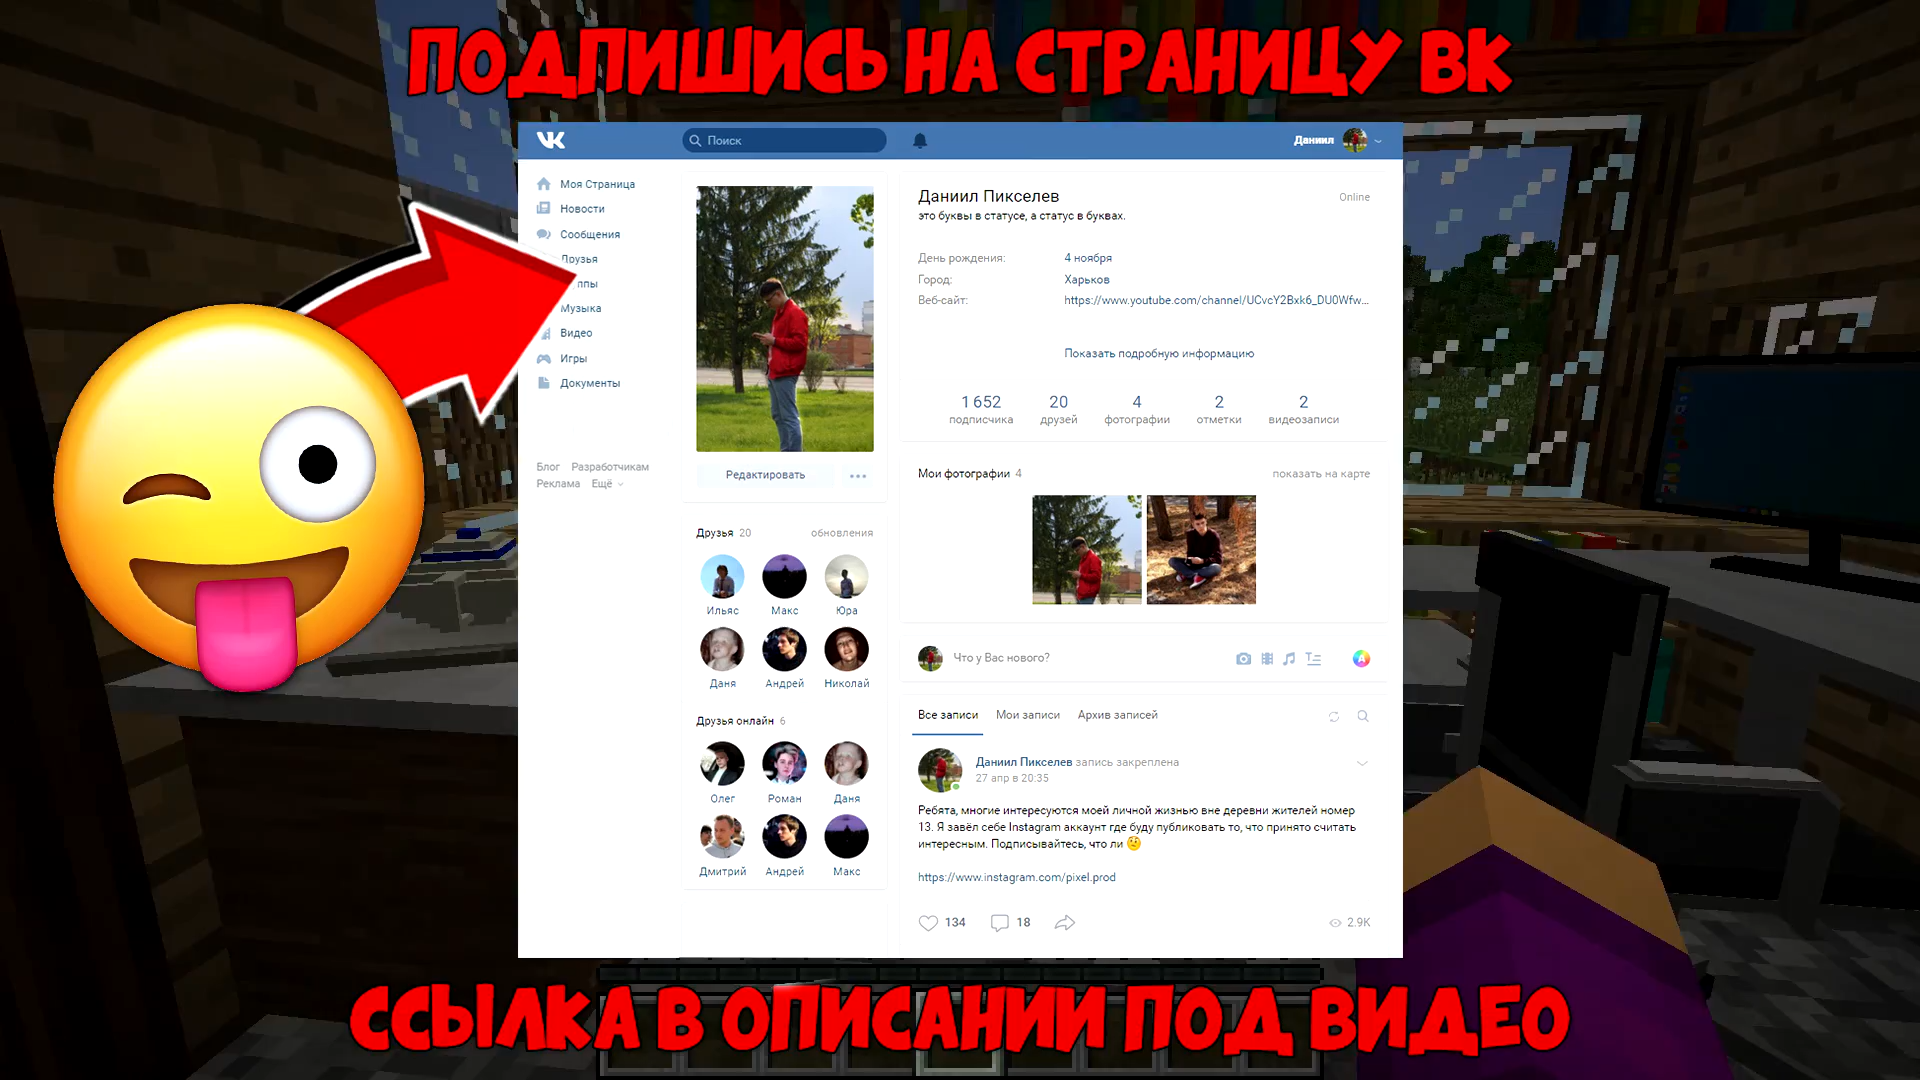 ПОДПИШИСЬ НА СТРАНИЦУ ВК
Поиск
Даниил
Моя Страница
Новости
Сообщения
Друзья
ппы
Музыка
Видео
Игры
Документы
Блог Разработчикам
Реклама Ещё
Редактировать
Друзья 20 обновления
Ильяс Макс Юра
Даня Андрей Николай
Друзья онлайн 6
Олег Роман Даня
Дмитрий Андрей Макс
Даниил Пикселев
Online
это буквы в статусе, а статус в буквах.
День рождения: 4 ноября
Город: Харьков
Веб-сайт: https://www.youtube.com/channel/UCvcY2Bxk6_DU0Wfw...
Показать подробную информацию
1 652 20 4 2 2
подписчика друзей фотографии отметки видеозаписи
Мои фотографии 4 показать на карте
Что у Вас нового?
Все записи Мои записи Архив записей
Даниил Пикселев запись закреплена
27 апр в 20:35
Ребята, многие интересуются моей личной жизнью вне деревни жителей номер
13. Я завёл себе Instagram аккаунт где буду публиковать то, что принято считать
интересным. Подписывайтесь, что ли 🤨
https://www.instagram.com/pixel.prod
134 18 2.9K
ССЫЛКА В ОПИСАНИИ ПОД ВИДЕО